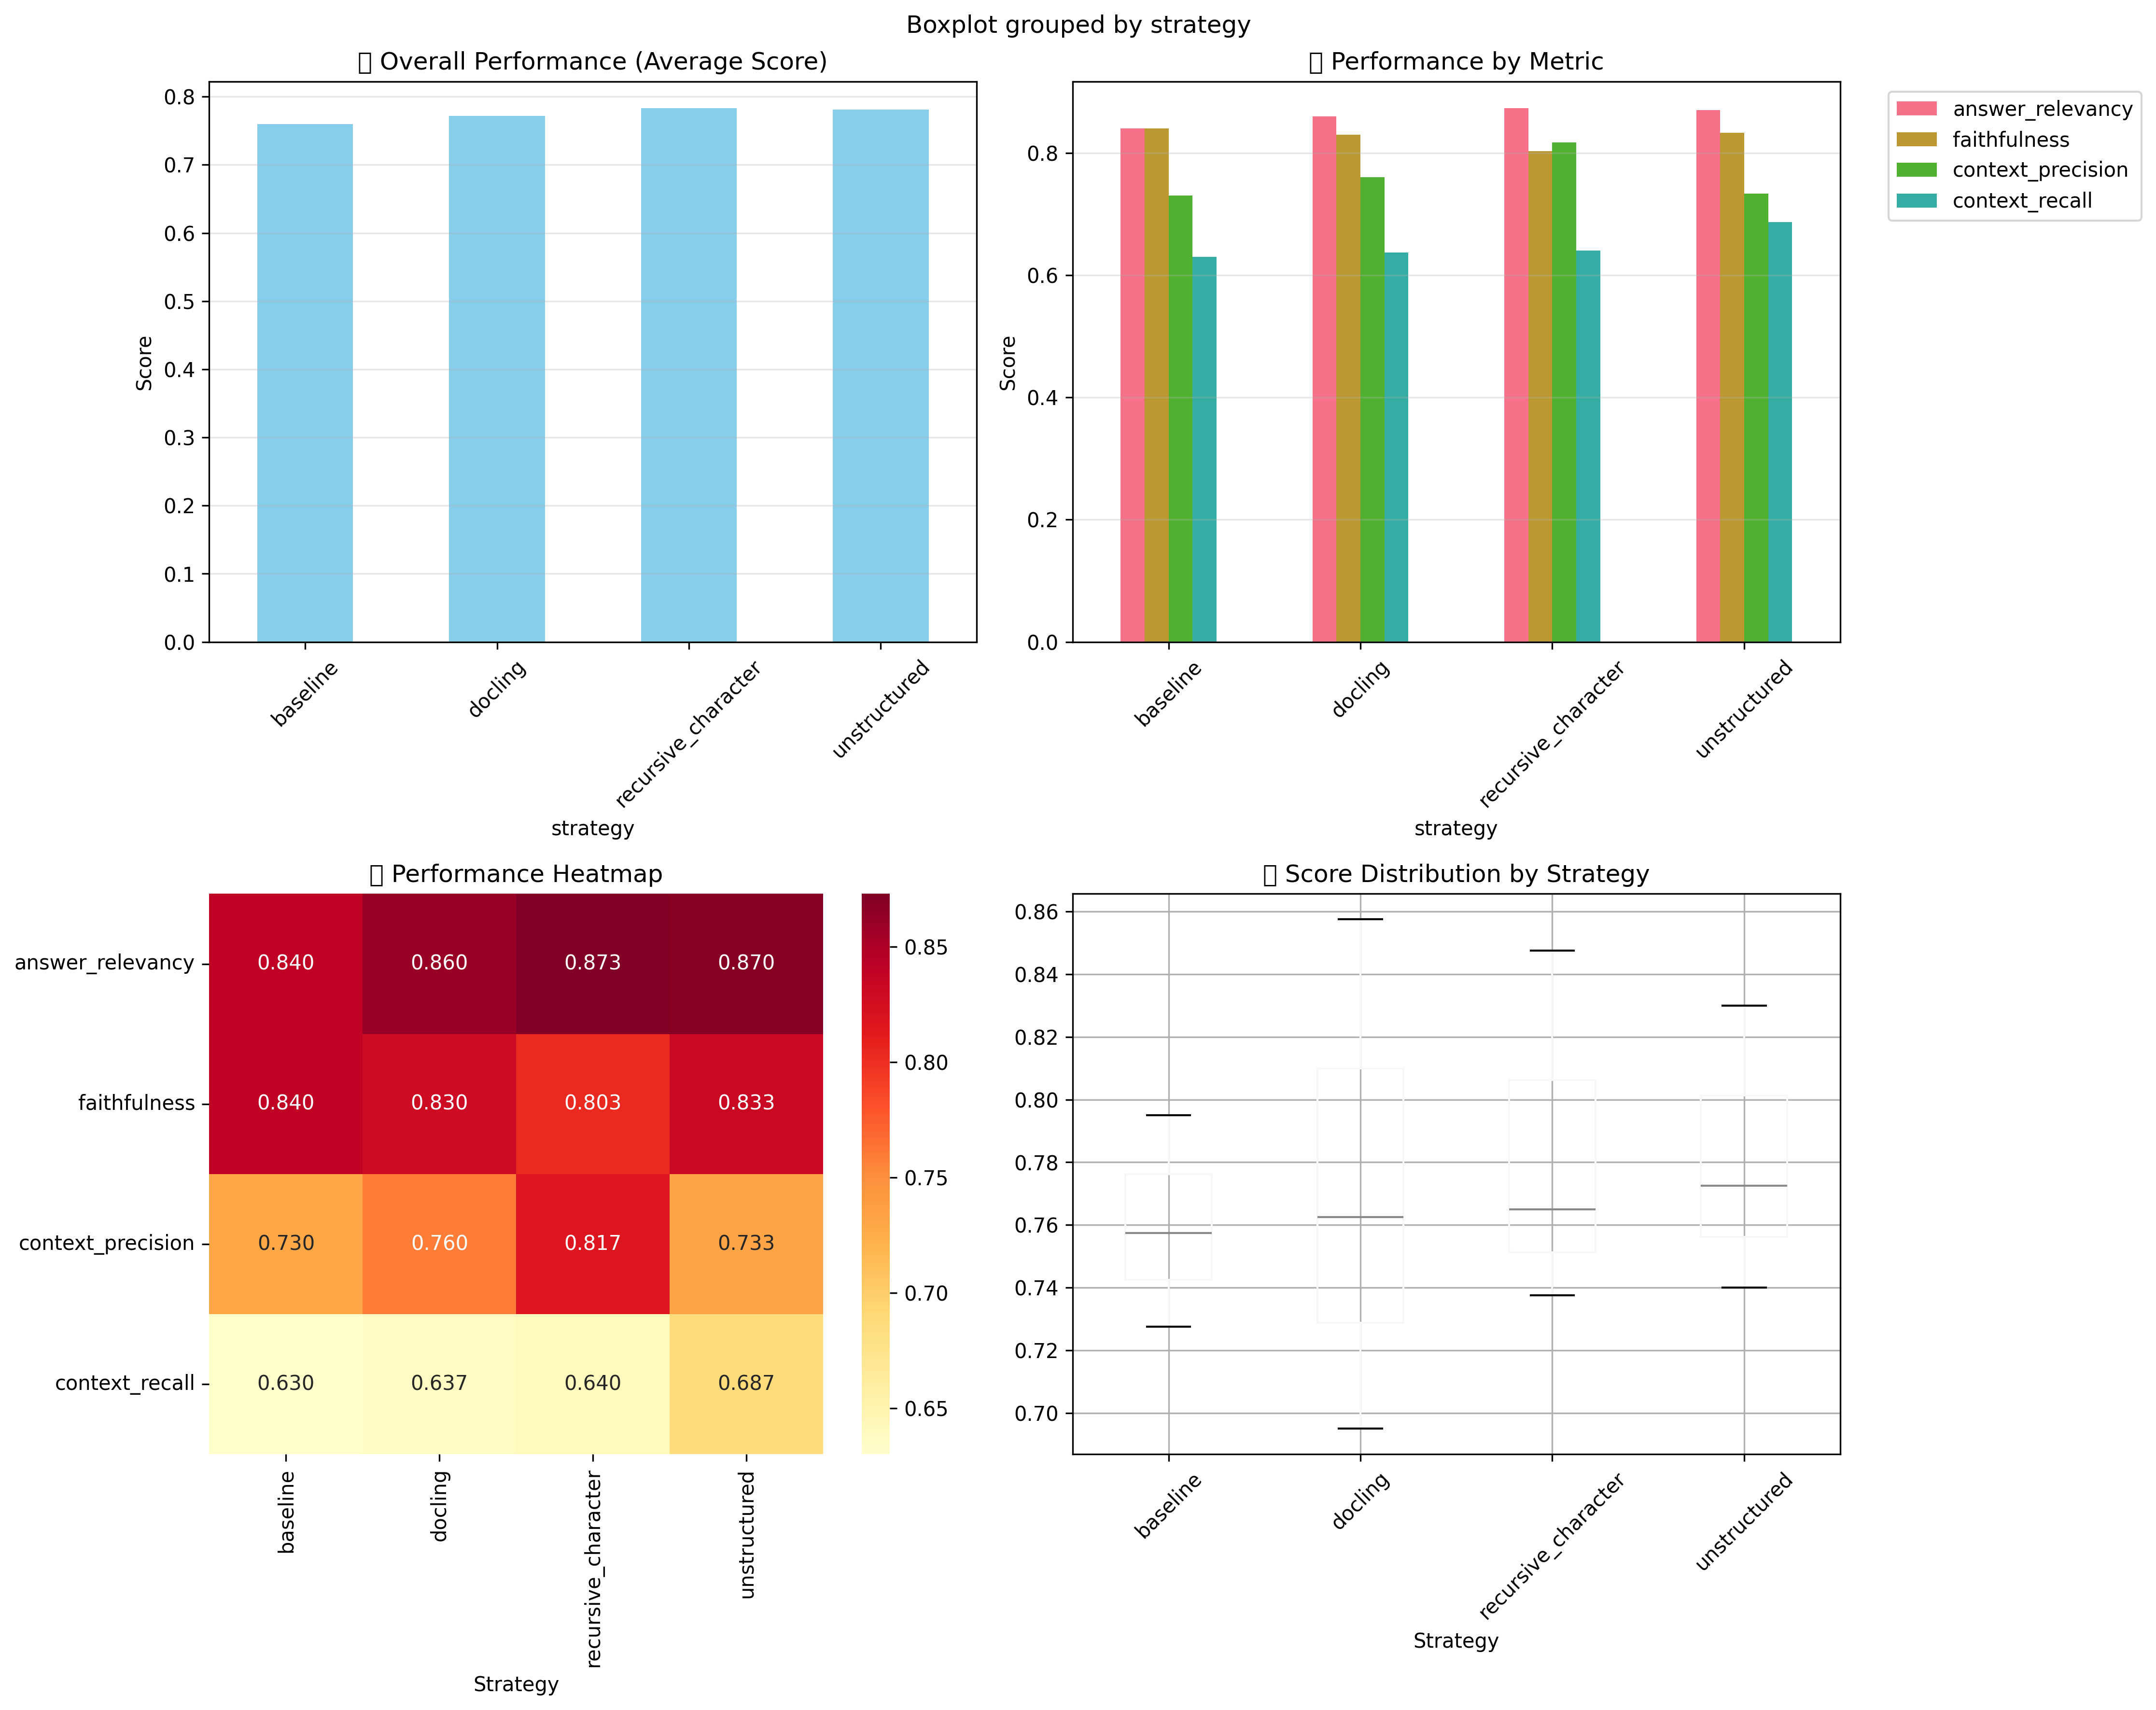 Boxplot grouped by strategy
▯ Overall Performance (Average Score)
0.8
0.7
0.6
0.5
0.4
0.3
0.2
0.1
0.0
Score
baseline
docling
recursive_character
unstructured
strategy
▯ Performance by Metric
0.8
0.6
0.4
0.2
0.0
Score
baseline
docling
recursive_character
unstructured
strategy
answer_relevancy
faithfulness
context_precision
context_recall
▯ Performance Heatmap
answer_relevancy 0.840 0.860 0.873 0.870
faithfulness 0.840 0.830 0.803 0.833
context_precision 0.730 0.760 0.817 0.733
context_recall 0.630 0.637 0.640 0.687
baseline
docling
recursive_character
unstructured
Strategy
0.85
0.80
0.75
0.70
0.65
▯ Score Distribution by Strategy
0.86
0.84
0.82
0.80
0.78
0.76
0.74
0.72
0.70
baseline
docling
recursive_character
unstructured
Strategy